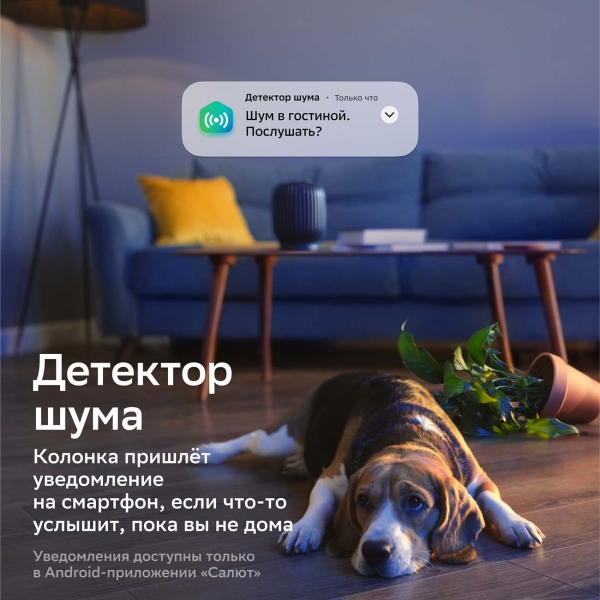 Детектор шума · Только что
Шум в гостиной.
Послушать?
Детектор
шума
Колонка пришлёт
уведомление
на смартфон, если что-то
услышит, пока вы не дома
Уведомления доступны только
в Android-приложении «Салют»